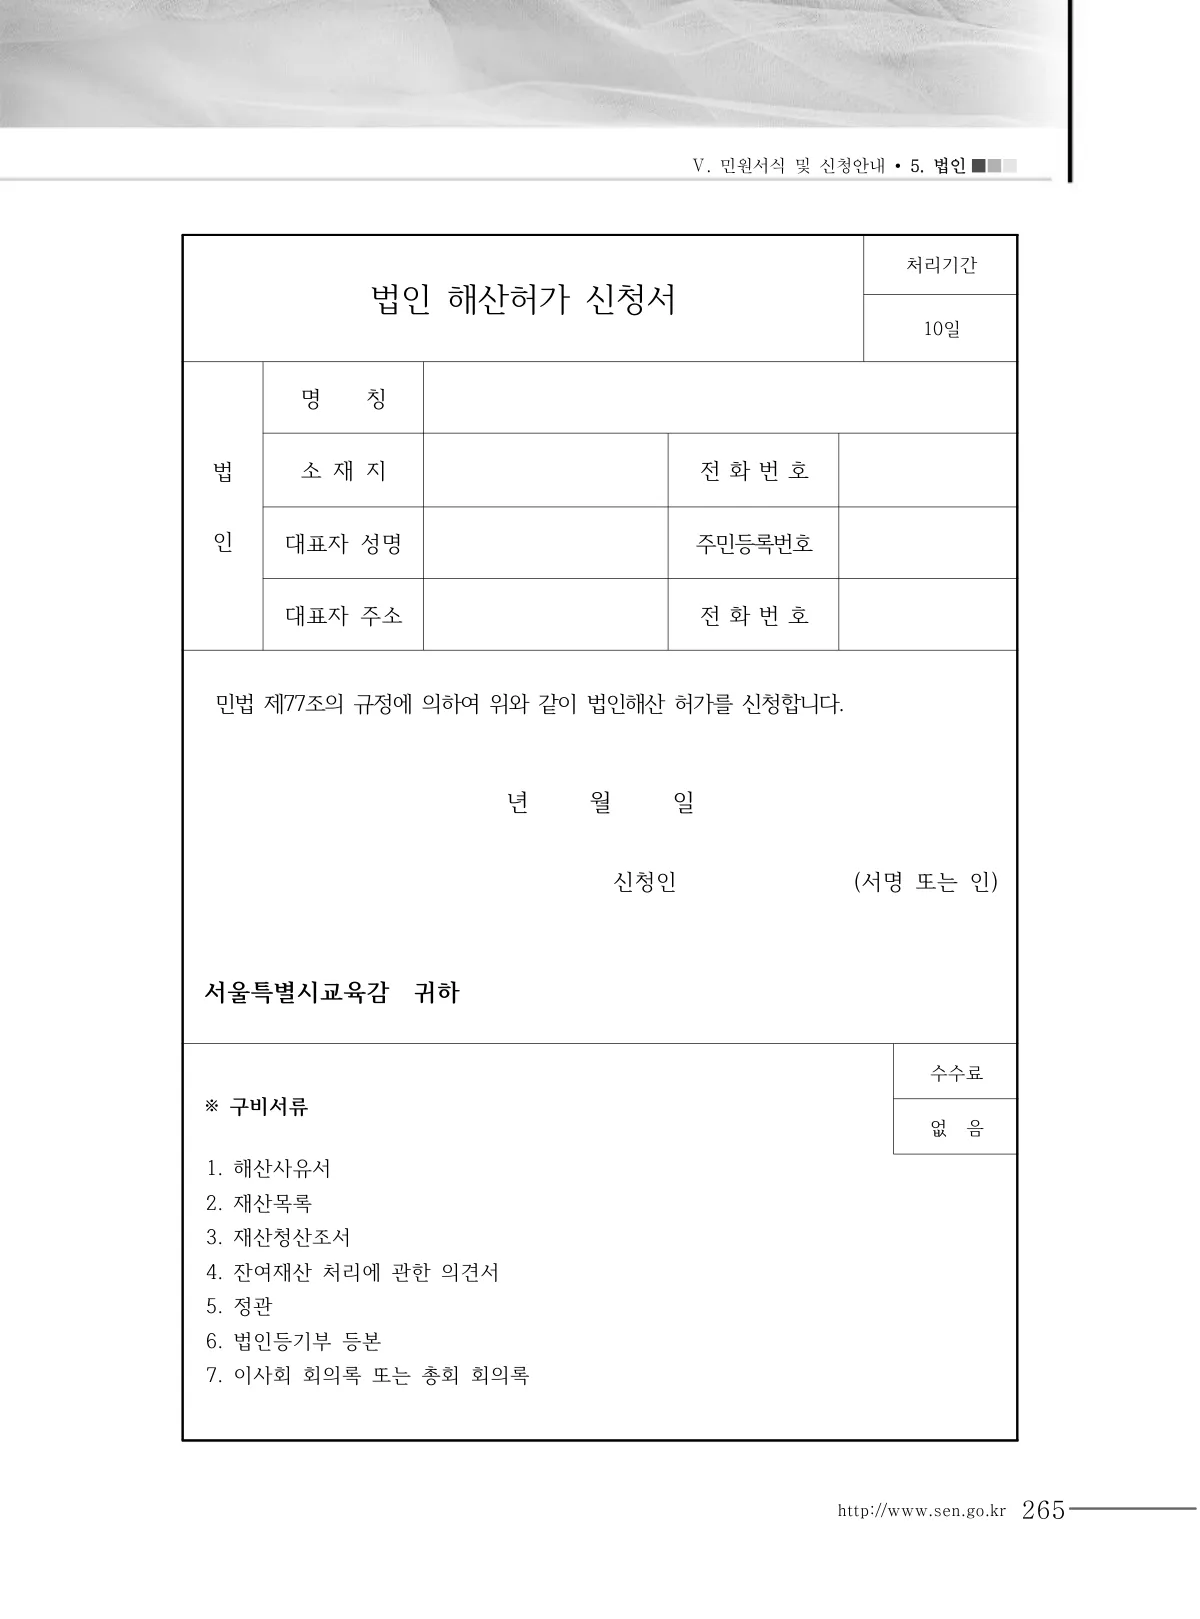 Ⅴ. 민원서식 및 신청안내 • 5. 법인
법인 해산허가 신청서
처리기간
10일
법인
명 칭
소 재 지
전 화 번 호
대표자 성명
주민등록번호
대표자 주소
전 화 번 호
민법 제77조의 규정에 의하여 위와 같이 법인해산 허가를 신청합니다.
년 월 일
신청인 (서명 또는 인)
서울특별시교육감 귀하
수수료
없 음
※ 구비서류
1. 해산사유서
2. 재산목록
3. 재산청산조서
4. 잔여재산 처리에 관한 의견서
5. 정관
6. 법인등기부 등본
7. 이사회 회의록 또는 총회 회의록
http://www.sen.go.kr 265